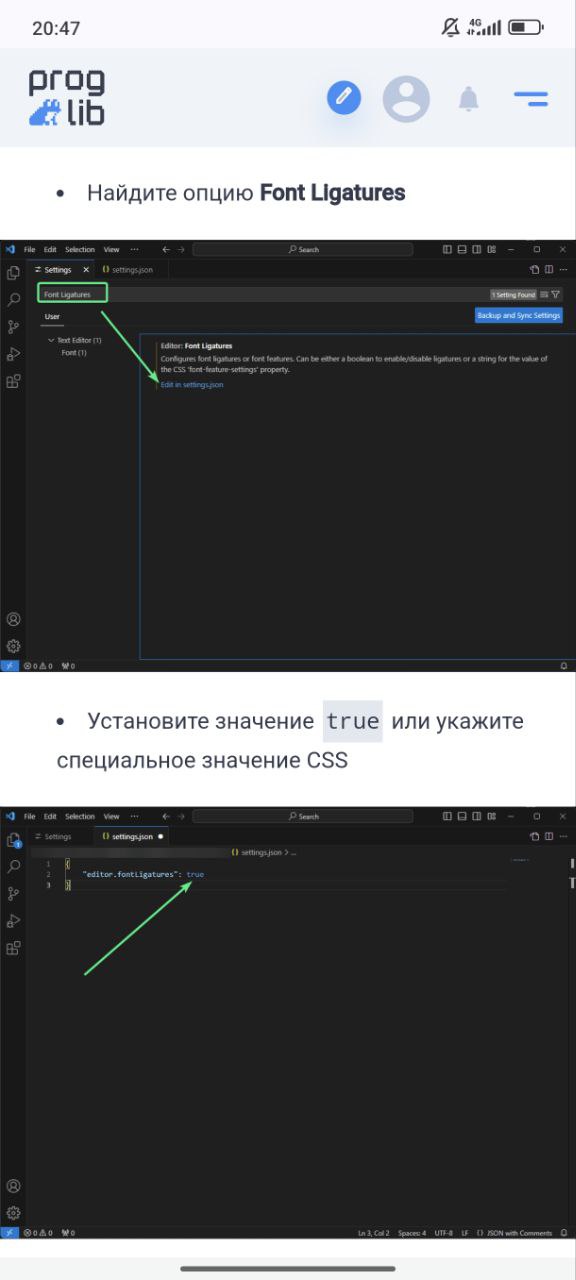 20:47
4G
prog
lib
• Найдите опцию Font Ligatures
File Edit Selection View ··· Search
Settings settings.json
Font Ligatures 1 Setting Found
User Backup and Sync Settings
Text Editor (1)
Font (1)
Editor: Font Ligatures
Configures font ligatures or font features. Can be either a boolean to enable/disable ligatures or a string for the value of
the CSS 'font-feature-settings' property.
Edit in settings.json
0 0 0
• Установите значение true или укажите
специальное значение CSS
File Edit Selection View ··· Search
Settings {} settings.json
1
{} settings.json > ...
1 {
2 "editor.fontLigatures": true
3 }
0 0 0 Ln 3, Col 2 Spaces: 4 UTF-8 LF {} JSON with Comments